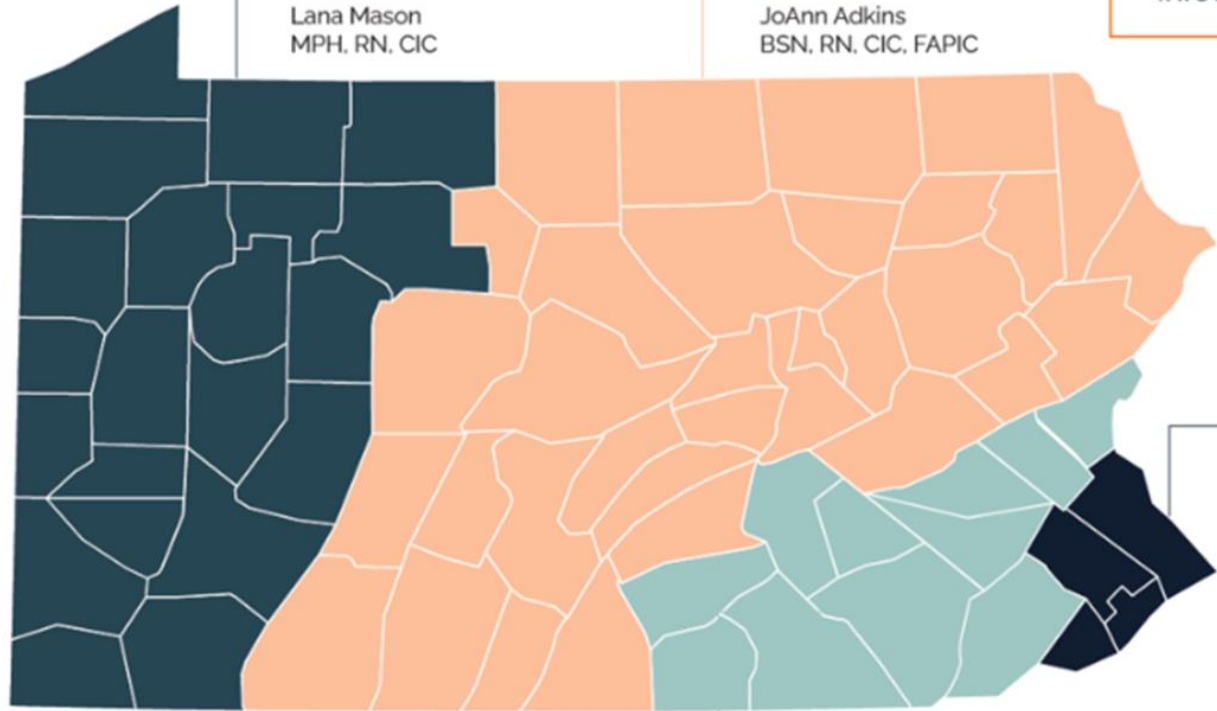 Lana Mason
MPH, RN, CIC
JoAnn Adkins
BSN, RN, CIC, FAPIC